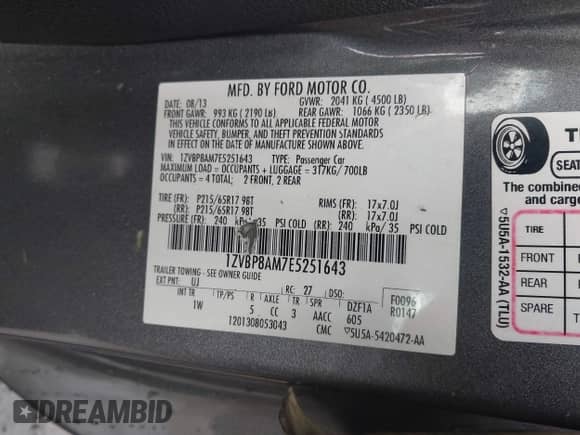 MFD. BY FORD MOTOR CO.
DATE: 08/13 GVWR: 2041 KG (4500 LB)
FRONT GAWR: 993 KG (2190 LB) REAR GAWR: 1066 KG (2350 LB)
THIS VEHICLE CONFORMS TO ALL APPLICABLE FEDERAL MOTOR
VEHICLE SAFETY, BUMPER, AND THEFT PREVENTION STANDARDS
IN EFFECT ON THE DATE OF MANUFACTURE SHOWN ABOVE.
VIN: 1ZVBP8AM7E5251643 TYPE: Passenger Car
MAXIMUM LOAD = OCCUPANTS + LUGGAGE = 317KG/700LB
OCCUPANTS = 4 TOTAL; 2 FRONT, 2 REAR
TIRE (FR): P215/65R17 98T RIMS (FR): 17x7.0J
(RR): P215/65R17 98T (RR): 17x7.0J
PRESSURE (FR): 240 kPa/35 PSI COLD (RR): 240 kPa/ 35 PSI COLD
1ZVBP8AM7E5251643
TRAILER TOWING - SEE OWNER GUIDE
EXT PNT: UJ RC: 27 DZF1A F0096
INT TR TP/PS R AXLE TR SPR 605 R0147
1W 5 CC 3 AACC
1201308053043 CMC ▽5U5A-5420472-AA
T
SEAT
The combine
and cargo
TIRE
FRONT
REAR
SPARE T
▽5U5A-1532-AA (TLU)
DREAMBID